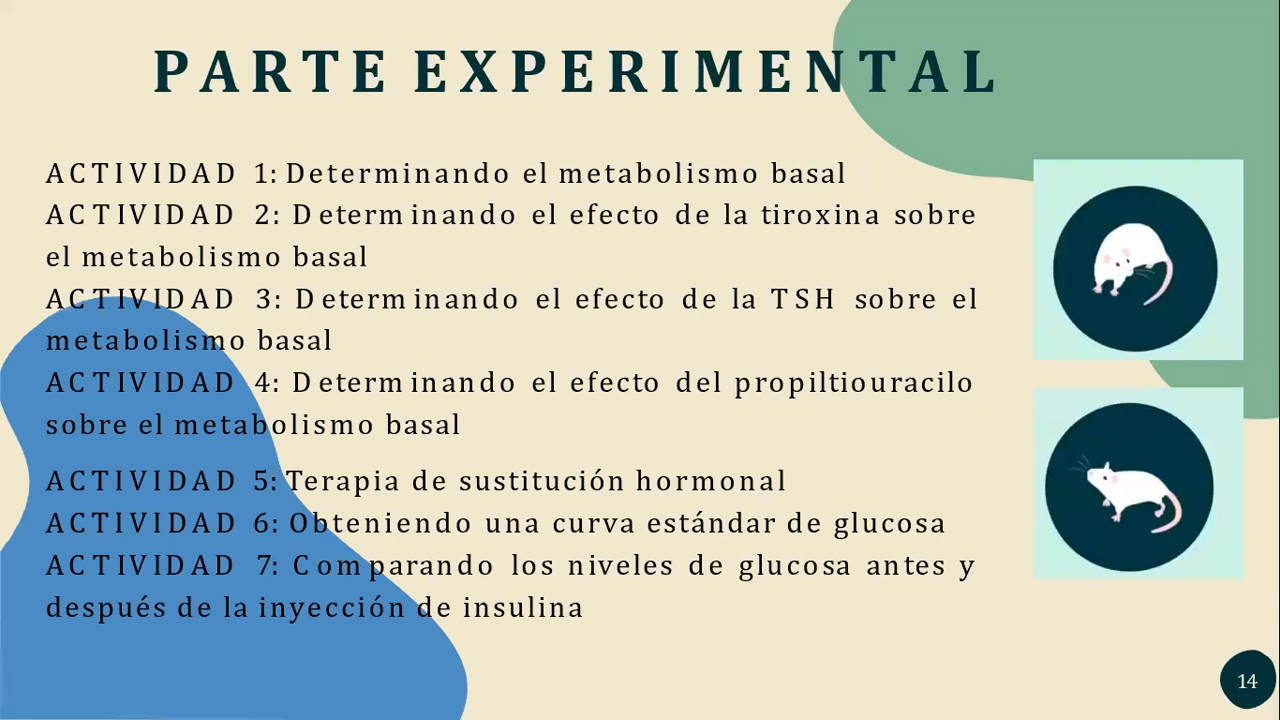 PARTE EXPERIMENTAL
ACTIVIDAD 1: Determinando el metabolismo basal
ACTIVIDAD 2: Determinando el efecto de la tiroxina sobre
el metabolismo basal
ACTIVIDAD 3: Determinando el efecto de la TSH sobre el
metabolismo basal
ACTIVIDAD 4: Determinando el efecto del propiltiouracilo
sobre el metabolismo basal
ACTIVIDAD 5: Terapia de sustitución hormonal
ACTIVIDAD 6: Obteniendo una curva estándar de glucosa
ACTIVIDAD 7: Comparando los niveles de glucosa antes y
después de la inyección de insulina
14